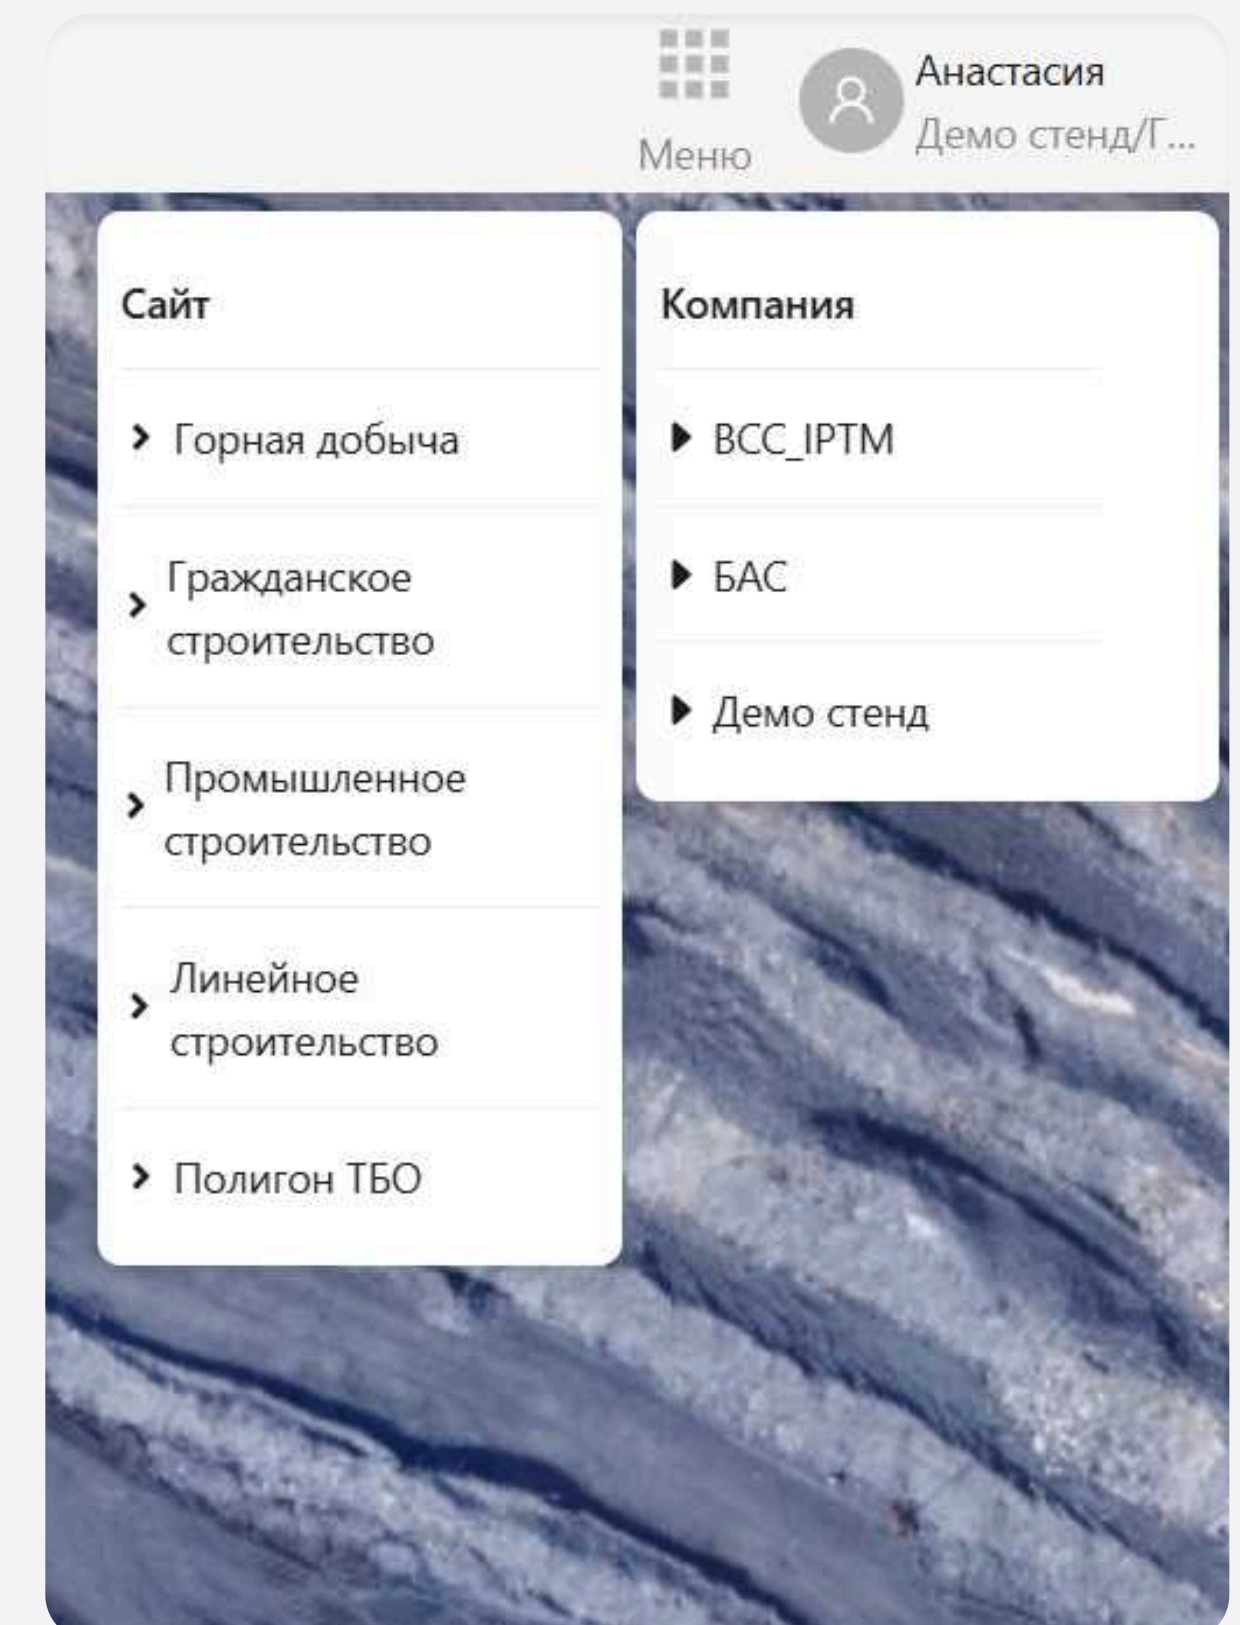 Меню
Анастасия
Демо стенд/Г...
Сайт
Горная добыча
Гражданское
строительство
Промышленное
строительство
Линейное
строительство
Полигон ТБО
Компания
BCC_IPTM
БАС
Демо стенд